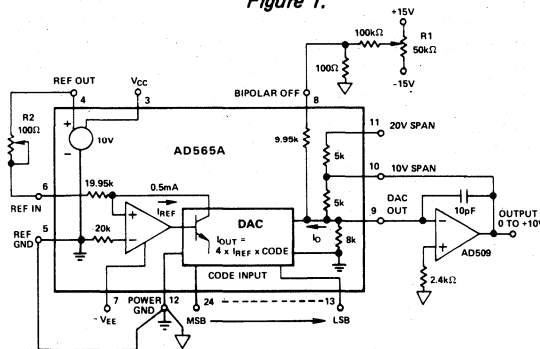 Figure 1.
+15V
100kΩ
R1
50kΩ
100Ω
-15V
REF OUT
VCC
BIPOLAR OFF
4
3
8
R2
100Ω
+
10V
-
AD565A
9.95k
11
20V SPAN
5k
10
10V SPAN
5k
6
19.95k
0.5mA
REF IN
IREF
+
-
DAC
IOUT =
4 x IREF x CODE
IO
8k
9
DAC
OUT
10pF
-
+
AD509
OUTPUT
0 TO +10V
5
REF
GND
20k
CODE INPUT
2.4kΩ
7
-VEE
POWER
GND
12
24
MSB
13
LSB